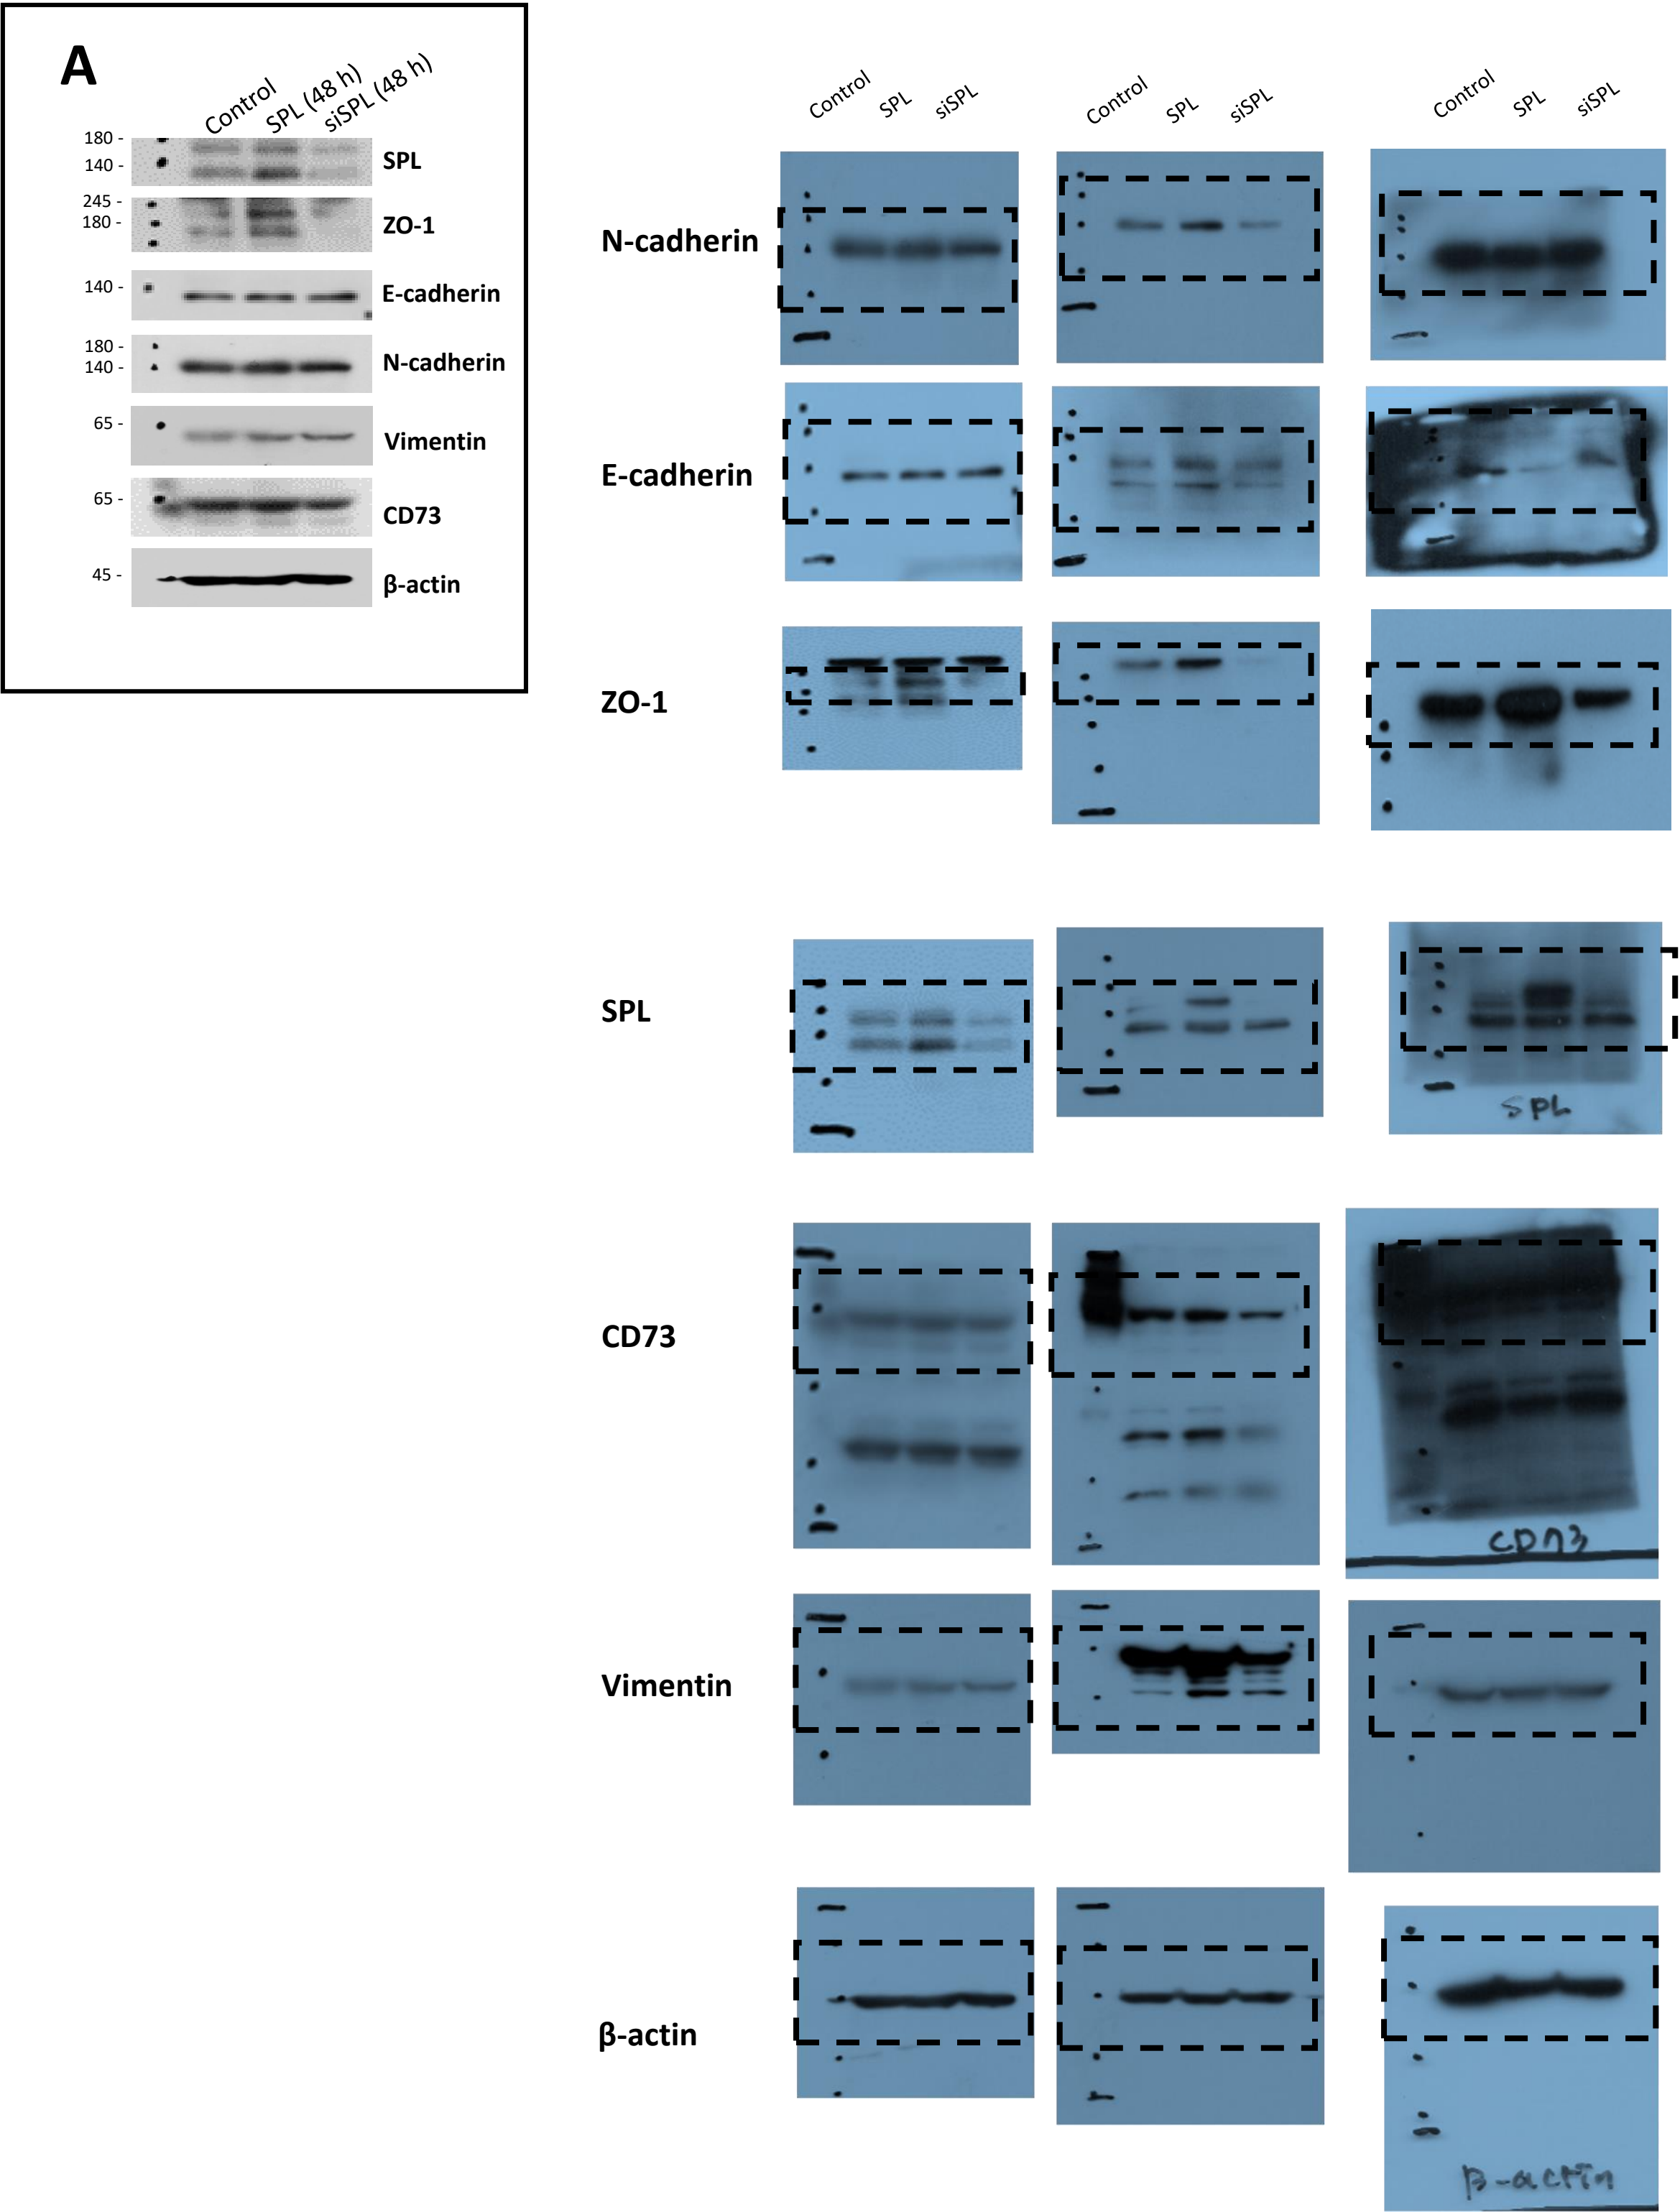 A
Control
SPL (48 h)
siSPL (48 h)
180 -
140 -
SPL
245 -
180 -
ZO-1
140 -
E-cadherin
180 -
140 -
N-cadherin
65 -
Vimentin
65 -
CD73
45 -
β-actin
Control SPL siSPL
Control SPL siSPL
Control SPL siSPL
N-cadherin
E-cadherin
ZO-1
SPL
SPL
CD73
CD73
Vimentin
β-actin
β-actin